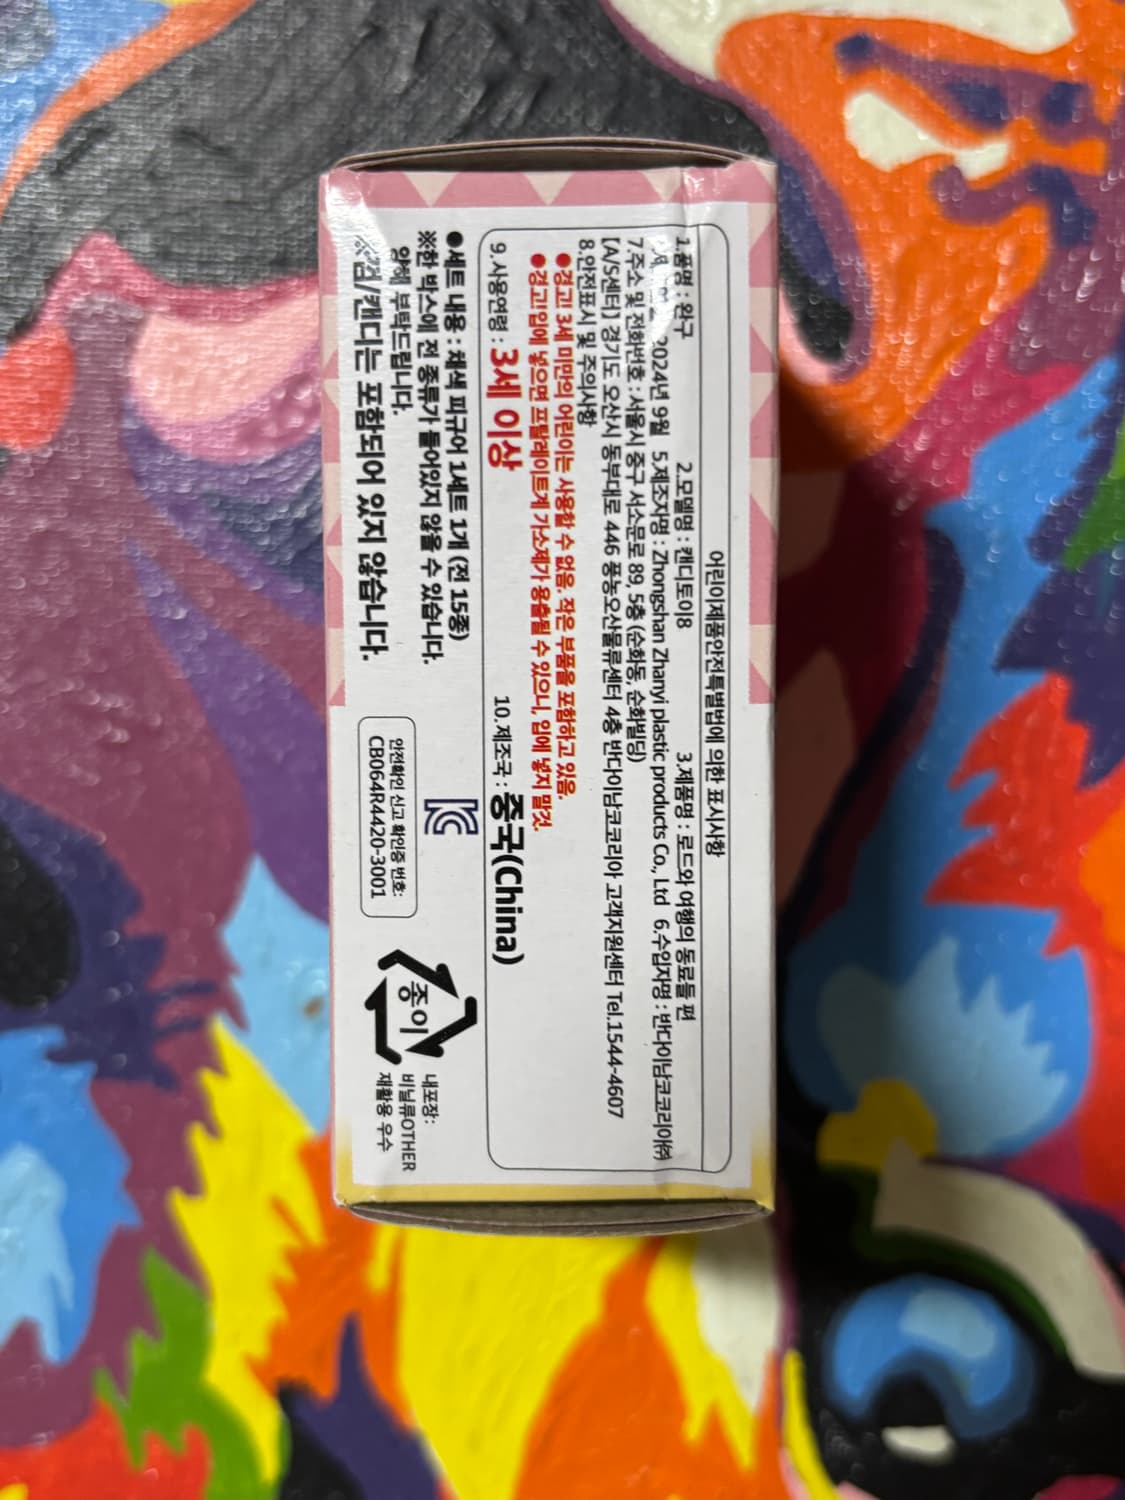 어린이제품안전특별법에 의한 표시사항
1.품명 : 완구 2.모델명 : 캔디토이8 3.제품명 : 로드와 여행의 동료들 편
2024년 9월 5.제조자명 : Zhongshan Zhanyi plastic products Co., Ltd 6.수입자명 : 반다이남코코리아㈜
7.주소 및 전화번호 : 서울시 중구 서소문로 89, 5층 (순화동, 순화빌딩)
[A/S센터] 경기도 오산시 동부대로 446 풍농오산물류센터 4층 반다이남코코리아 고객지원센터 Tel.1544-4607
8.안전표시 및 주의사항
●경고! 3세 미만의 어린이는 사용할 수 없음. 작은 부품을 포함하고 있음.
●경고!입에 넣으면 프탈레이트계 가소제가 용출될 수 있으니, 입에 넣지 말것.
9.사용연령 : 3세 이상 10.제조국 : 중국(China)
●세트 내용 : 채색 피규어 1세트 1개 (전 15종)
※한 박스에 전 종류가 들어있지 않을 수 있습니다.
양해 부탁드립니다.
※껌/캔디는 포함되어 있지 않습니다.
KC
안전확인 신고 확인증 번호:
CB064R4420-3001
종이
내포장:
비닐류OTHER
재활용 우수